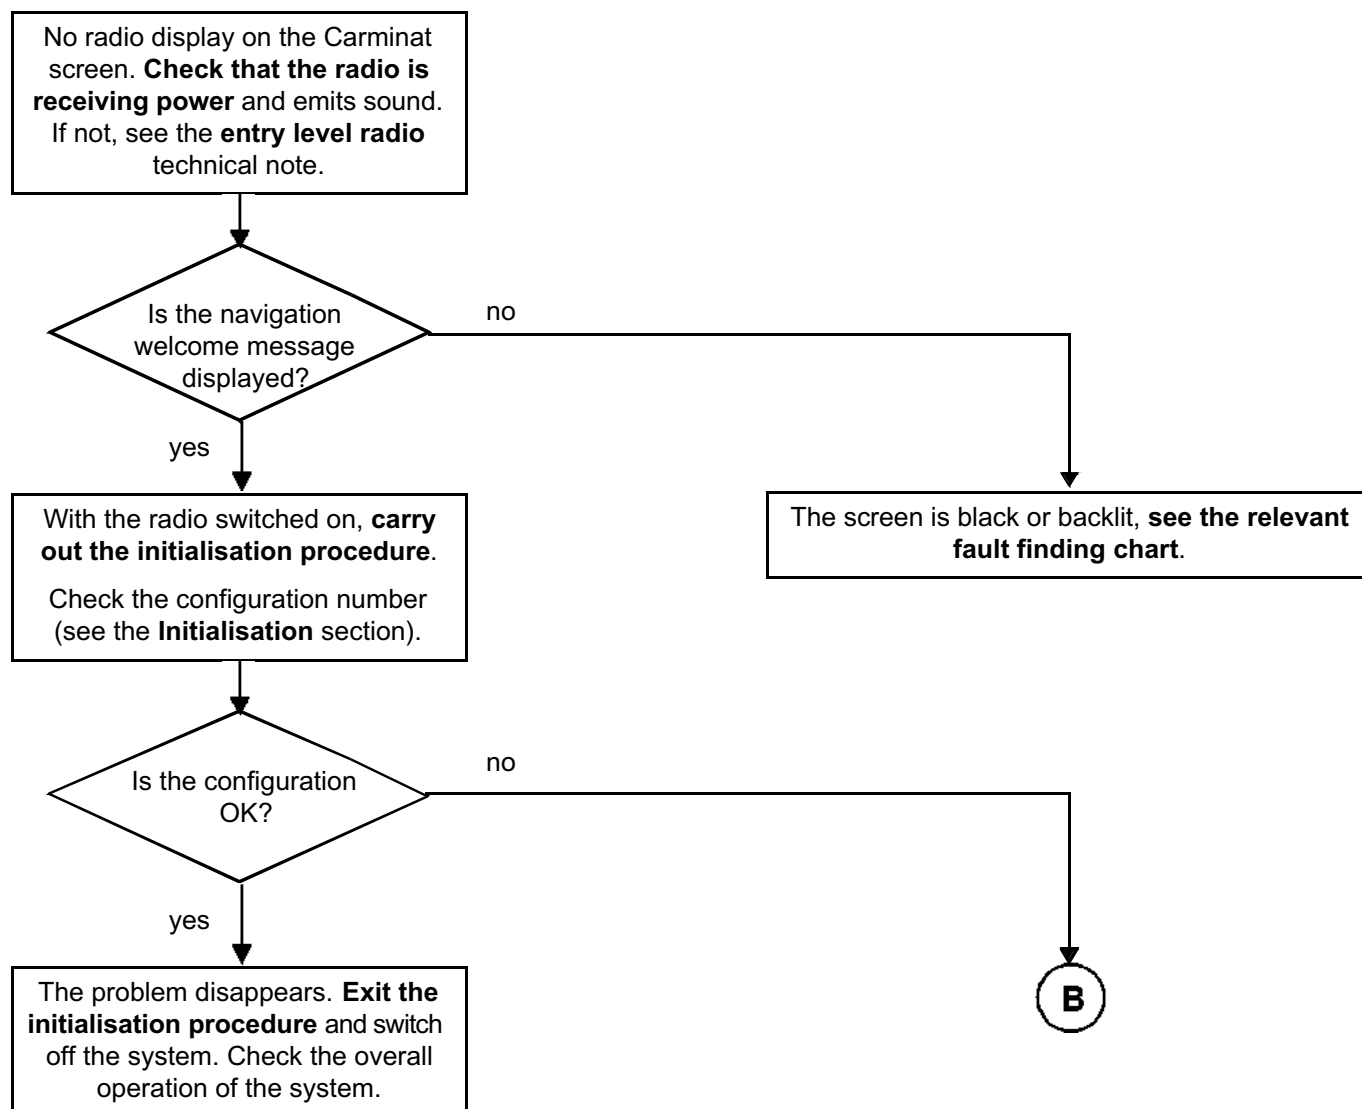 No radio display on the Carminat
screen. Check that the radio is
receiving power and emits sound.
If not, see the entry level radio
technical note.
Is the navigation
welcome message
displayed?
no
yes
With the radio switched on, carry
out the initialisation procedure.
Check the configuration number
(see the Initialisation section).
The screen is black or backlit, see the relevant
fault finding chart.
Is the configuration
OK?
no
yes
The problem disappears. Exit the
initialisation procedure and switch
off the system. Check the overall
operation of the system.
B